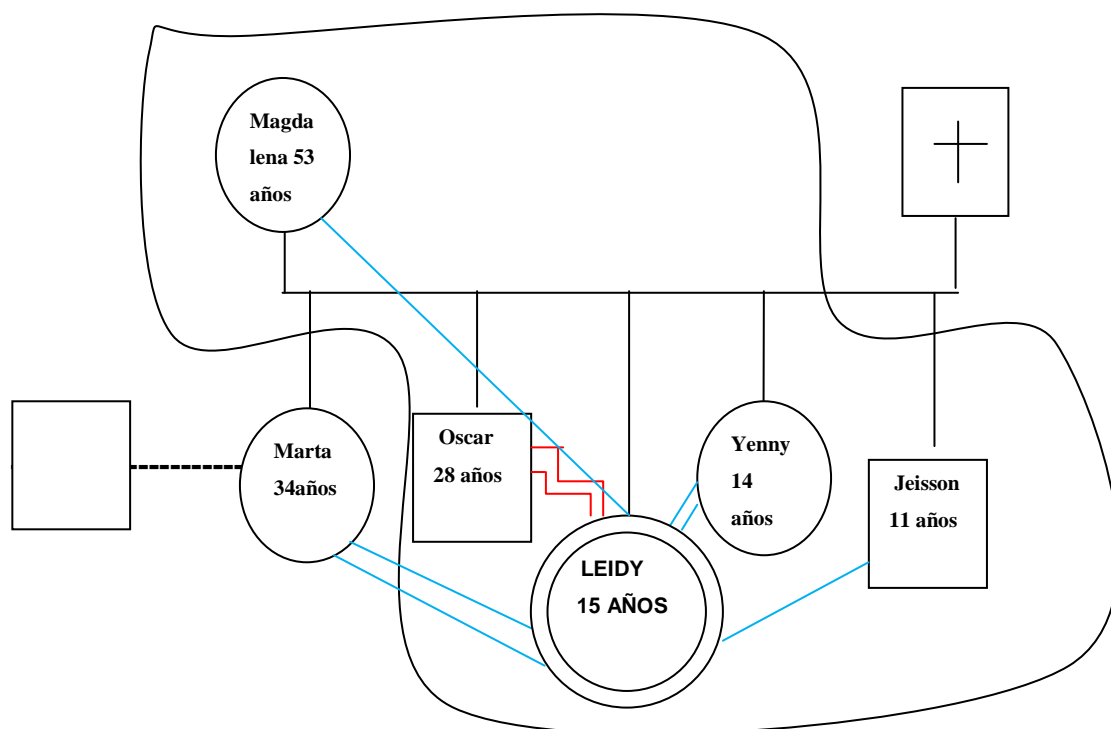 Magda
lena 53
años
Marta
34años
Oscar
28 años
LEIDY
15 AÑOS
Yenny
14
años
Jeisson
11 años